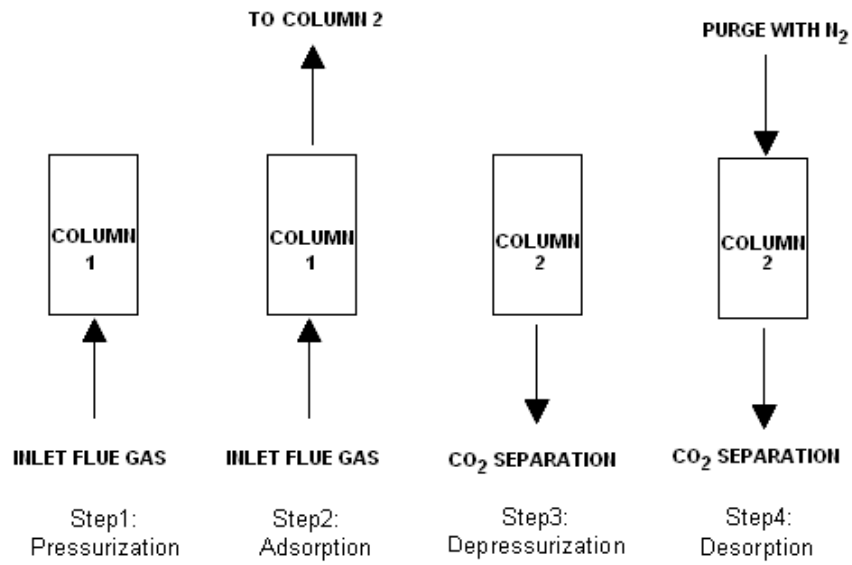 TO COLUMN 2
PURGE WITH N2
COLUMN
1
COLUMN
1
COLUMN
2
COLUMN
2
INLET FLUE GAS
INLET FLUE GAS
CO2 SEPARATION
CO2 SEPARATION
Step1:
Pressurization
Step2:
Adsorption
Step3:
Depressurization
Step4:
Desorption